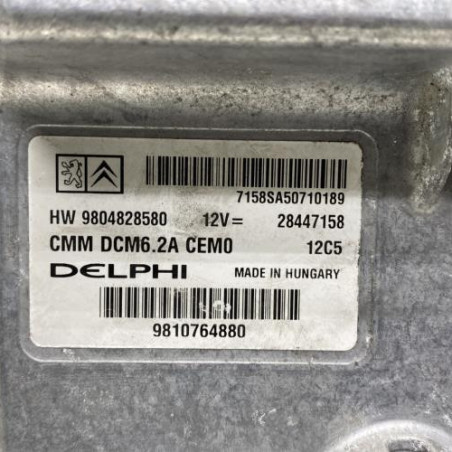 7158SA50710189
HW 9804828580 12V= 28447158
CMM DCM6.2A CEM0 12C5
DELPHI MADE IN HUNGARY
9810764880